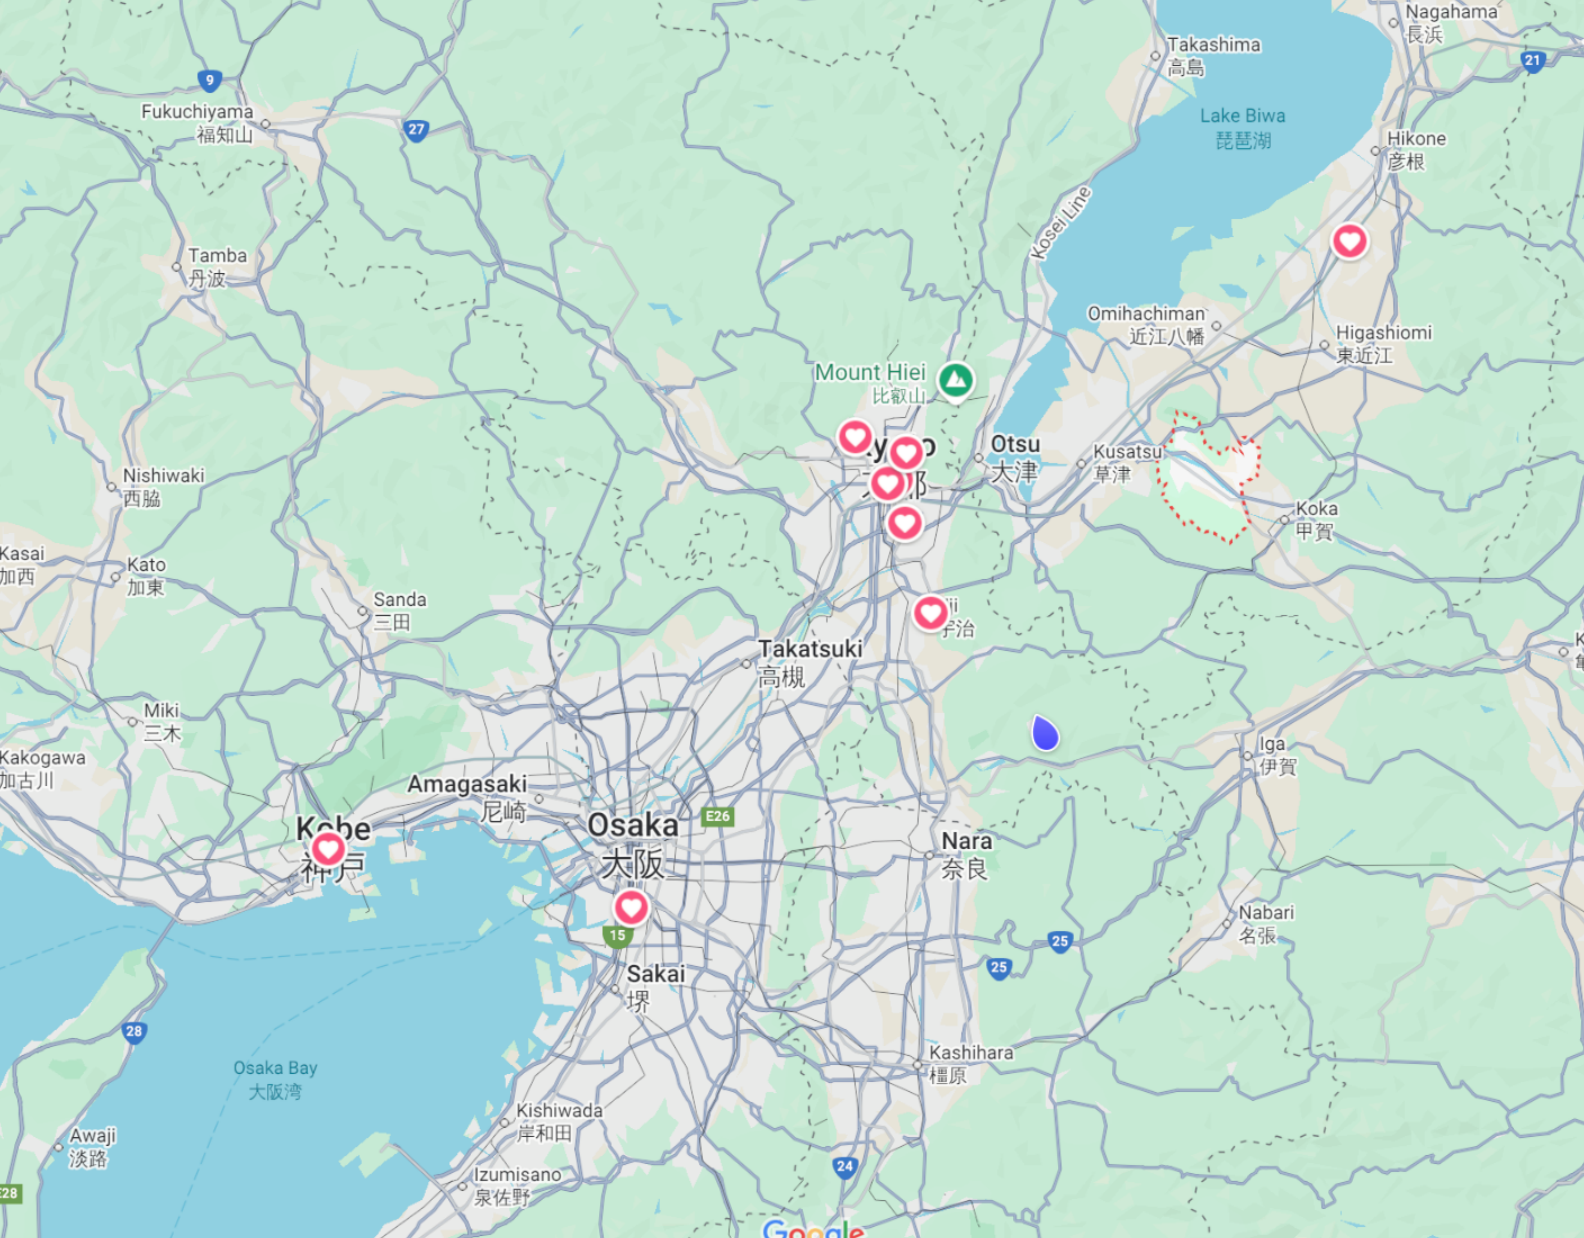 Nagahama
長浜
Takashima
高島
21
9
Lake Biwa
琵琶湖
Fukuchiyama
福知山
27
Hikone
彦根
Kosei Line
Tamba
丹波
Omihachiman
近江八幡
Higashiomi
東近江
Mount Hiei
比叡山
Otsu
大津
Kusatsu
草津
Nishiwaki
西脇
Koka
甲賀
Kasai
加西
Kato
加東
Sanda
三田
宇治
Takatsuki
高槻
Miki
三木
Iga
伊賀
Kakogawa
加古川
Amagasaki
尼崎
Osaka
大阪
E26
Kobe
神戸
Nara
奈良
Nabari
名張
15
25
25
Sakai
堺
28
Kashihara
橿原
Osaka Bay
大阪湾
Kishiwada
岸和田
Awaji
淡路
24
Izumisano
泉佐野
E28
Google